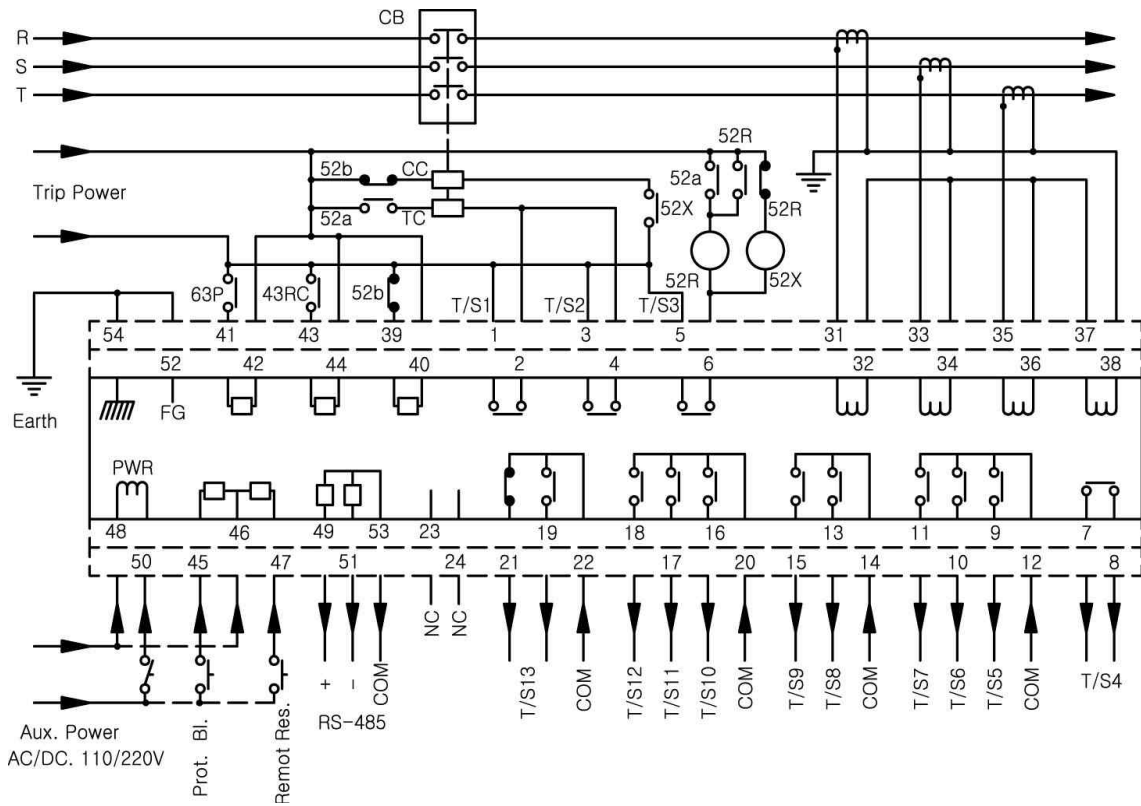 CB
R
S
T
52R
52b CC
52a
Trip Power
52X
52R
52a TC
52R 52X
63P 43RC 52b T/S1 T/S2 T/S3
54 41 43 39 1 3 5 31 33 35 37
52 42 44 40 2 4 6 32 34 36 38
Earth
FG
PWR
48 46 49 53 23 19 18 16 13 11 9 7
50 45 47 51 24 21 22 17 20 15 14 10 12 8
NC NC
+ - COM
T/S13 COM T/S12 T/S11 T/S10 COM T/S9 T/S8 COM T/S7 T/S6 T/S5 COM T/S4
RS-485
Aux. Power
AC/DC. 110/220V
Prot. Bl.
Remot Res.